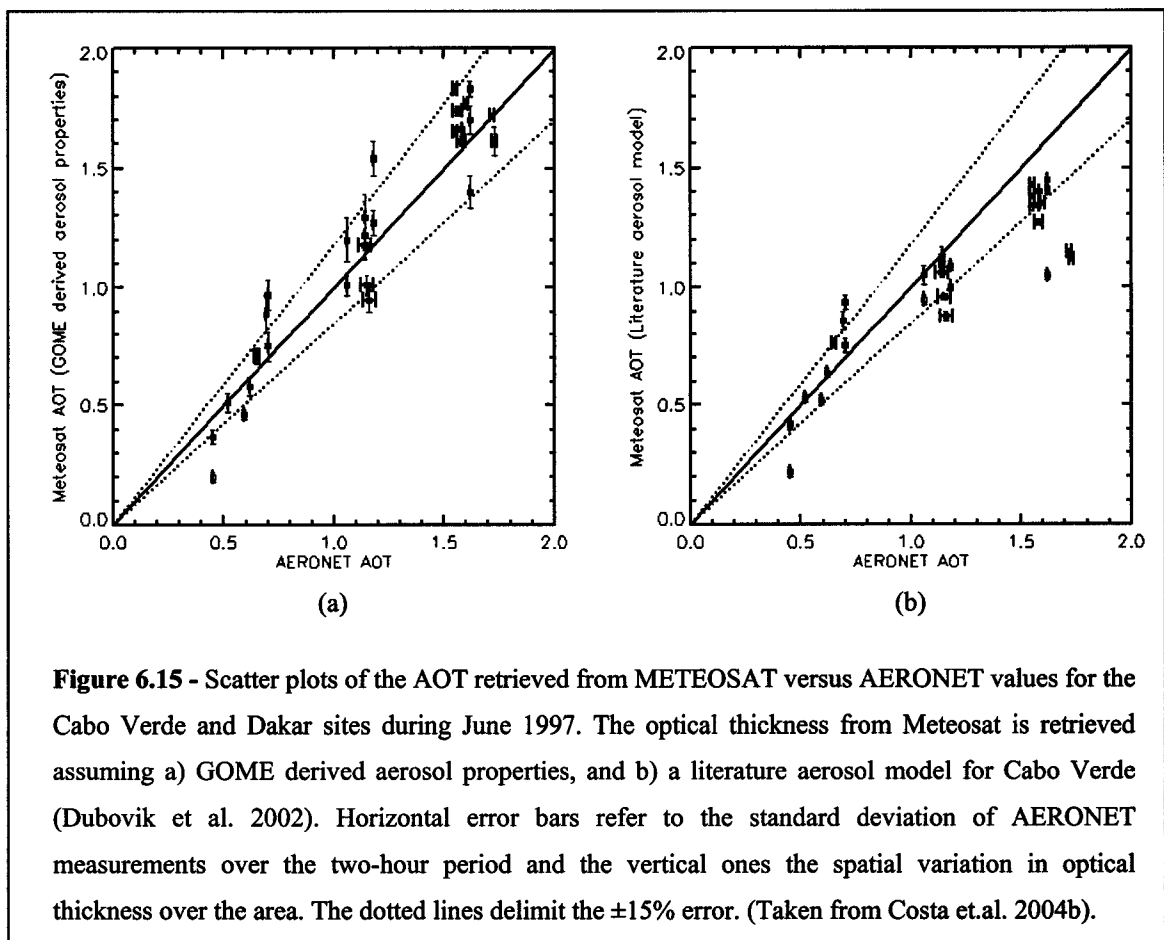 2.0
1.5
1.0
0.5
0.0
Meteosat AOT (GOME derived aerosol properties)
0.0 0.5 1.0 1.5 2.0
AERONET AOT
(a)
2.0
1.5
1.0
0.5
0.0
Meteosat AOT (Literature aerosol model)
0.0 0.5 1.0 1.5 2.0
AERONET AOT
(b)
Figure 6.15 - Scatter plots of the AOT retrieved from METEOSAT versus AERONET values for the
Cabo Verde and Dakar sites during June 1997. The optical thickness from Meteosat is retrieved
assuming a) GOME derived aerosol properties, and b) a literature aerosol model for Cabo Verde
(Dubovik et al. 2002). Horizontal error bars refer to the standard deviation of AERONET
measurements over the two-hour period and the vertical ones the spatial variation in optical
thickness over the area. The dotted lines delimit the ±15% error. (Taken from Costa et.al. 2004b).